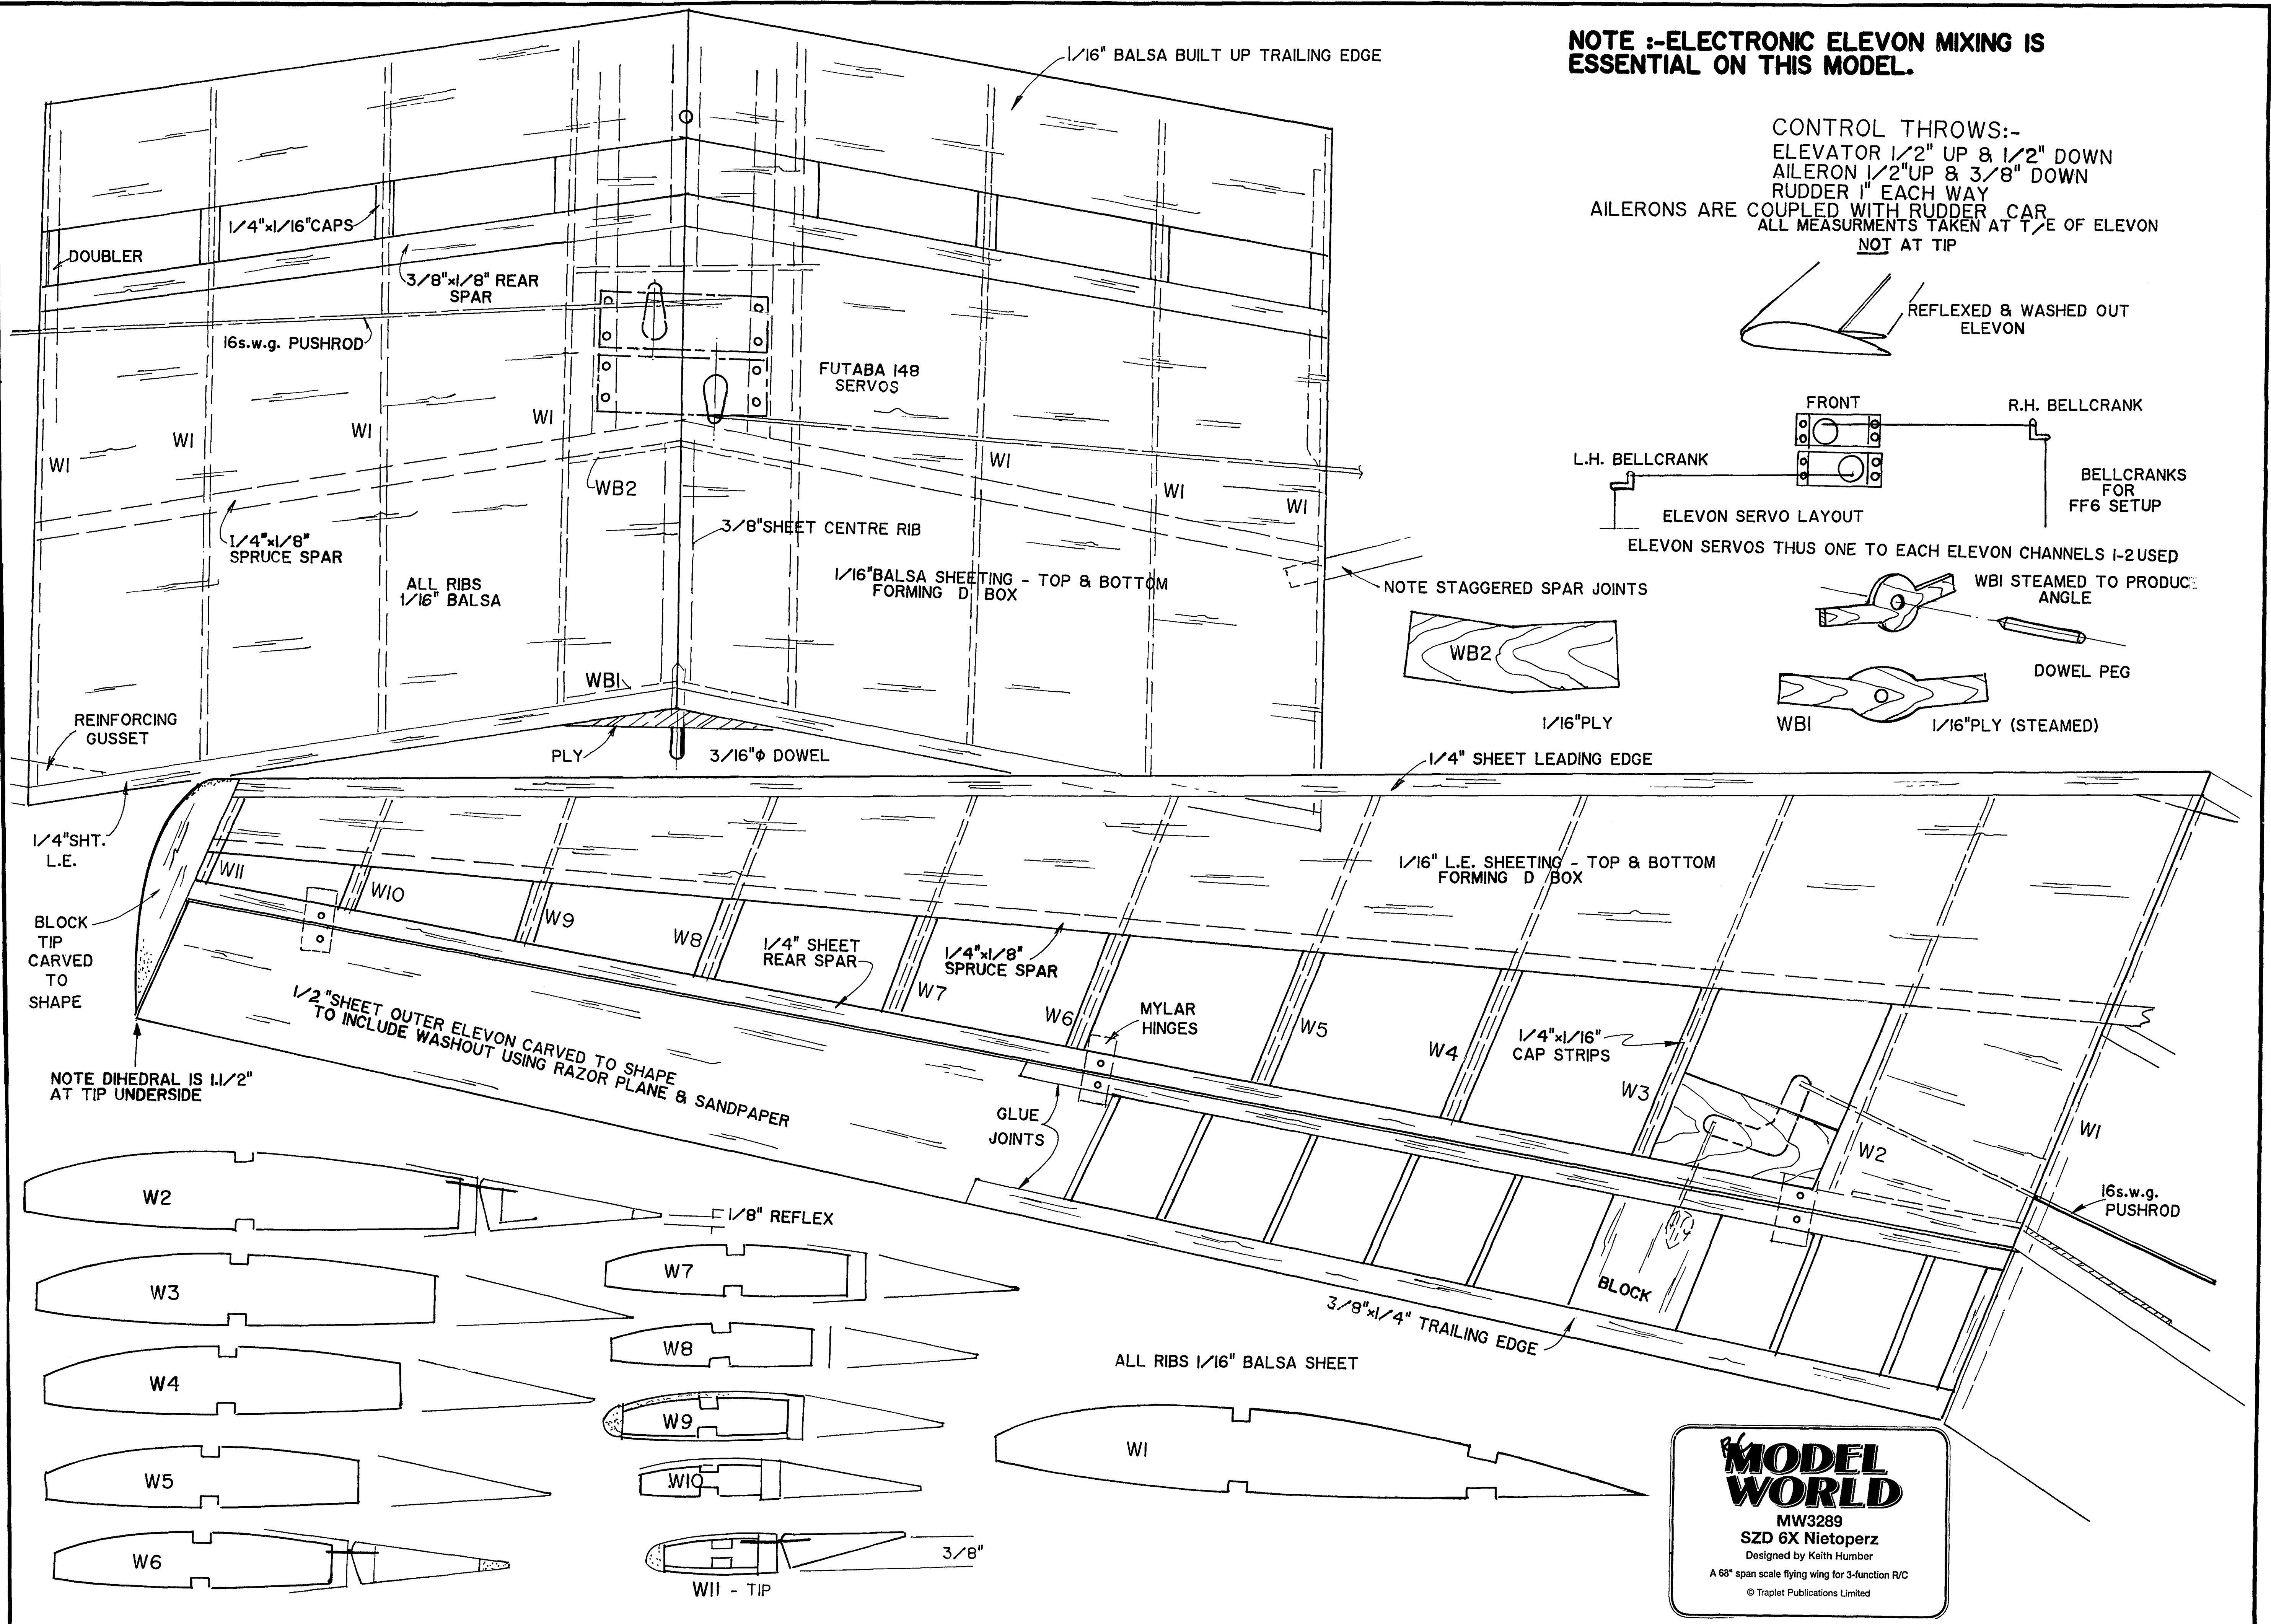 NOTE :-ELECTRONIC ELEVON MIXING IS
ESSENTIAL ON THIS MODEL.
1/16" BALSA BUILT UP TRAILING EDGE
CONTROL THROWS:-
ELEVATOR 1/2" UP & 1/2" DOWN
AILERON 1/2"UP & 3/8" DOWN
RUDDER 1" EACH WAY
AILERONS ARE COUPLED WITH RUDDER CAR
ALL MEASURMENTS TAKEN AT T/E OF ELEVON
NOT AT TIP
REFLEXED & WASHED OUT
ELEVON
1/4"x1/16"CAPS
DOUBLER
3/8"x1/8" REAR
SPAR
16s.w.g. PUSHROD
FUTABA 148
SERVOS
W1
W1
W1
W1
WB2
W1
W1
W1
3/8"SHEET CENTRE RIB
1/4"x1/8"
SPRUCE SPAR
ALL RIBS
1/16" BALSA
1/16"BALSA SHEETING - TOP & BOTTOM
FORMING D BOX
WB1
REINFORCING
GUSSET
PLY
3/16"φ DOWEL
1/4"SHT.
L.E.
FRONT
R.H. BELLCRANK
L.H. BELLCRANK
BELLCRANKS
FOR
FF6 SETUP
ELEVON SERVO LAYOUT
ELEVON SERVOS THUS ONE TO EACH ELEVON CHANNELS 1-2 USED
NOTE STAGGERED SPAR JOINTS
WB2
1/16"PLY
WB1 STEAMED TO PRODUCE
ANGLE
DOWEL PEG
WB1
1/16"PLY (STEAMED)
1/4" SHEET LEADING EDGE
1/16" L.E. SHEETING - TOP & BOTTOM
FORMING D BOX
W11
W10
W9
W8
W7
W6
W5
W4
W3
W2
W1
BLOCK
TIP
CARVED
TO
SHAPE
1/4" SHEET
REAR SPAR
1/4"x1/8"
SPRUCE SPAR
MYLAR
HINGES
1/4"x1/16"
CAP STRIPS
1/2"SHEET OUTER ELEVON CARVED TO SHAPE
TO INCLUDE WASHOUT USING RAZOR PLANE & SANDPAPER
NOTE DIHEDRAL IS 1.1/2"
AT TIP UNDERSIDE
GLUE
JOINTS
16s.w.g.
PUSHROD
BLOCK
3/8"x1/4" TRAILING EDGE
W2
1/8" REFLEX
W3
W4
W5
W6
W7
W8
W9
W10
W11 - TIP
3/8"
ALL RIBS 1/16" BALSA SHEET
W1
R/C
MODEL
WORLD
MW3289
SZD 6X Nietoperz
Designed by Keith Humber
A 68" span scale flying wing for 3-function R/C
© Traplet Publications Limited